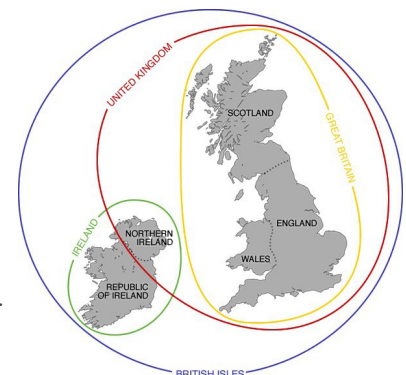 UNITED KINGDOM
SCOTLAND
GREAT BRITAIN
IRELAND
NORTHERN
IRELAND
ENGLAND
WALES
REPUBLIC
OF IRELAND
BRITISH ISLES